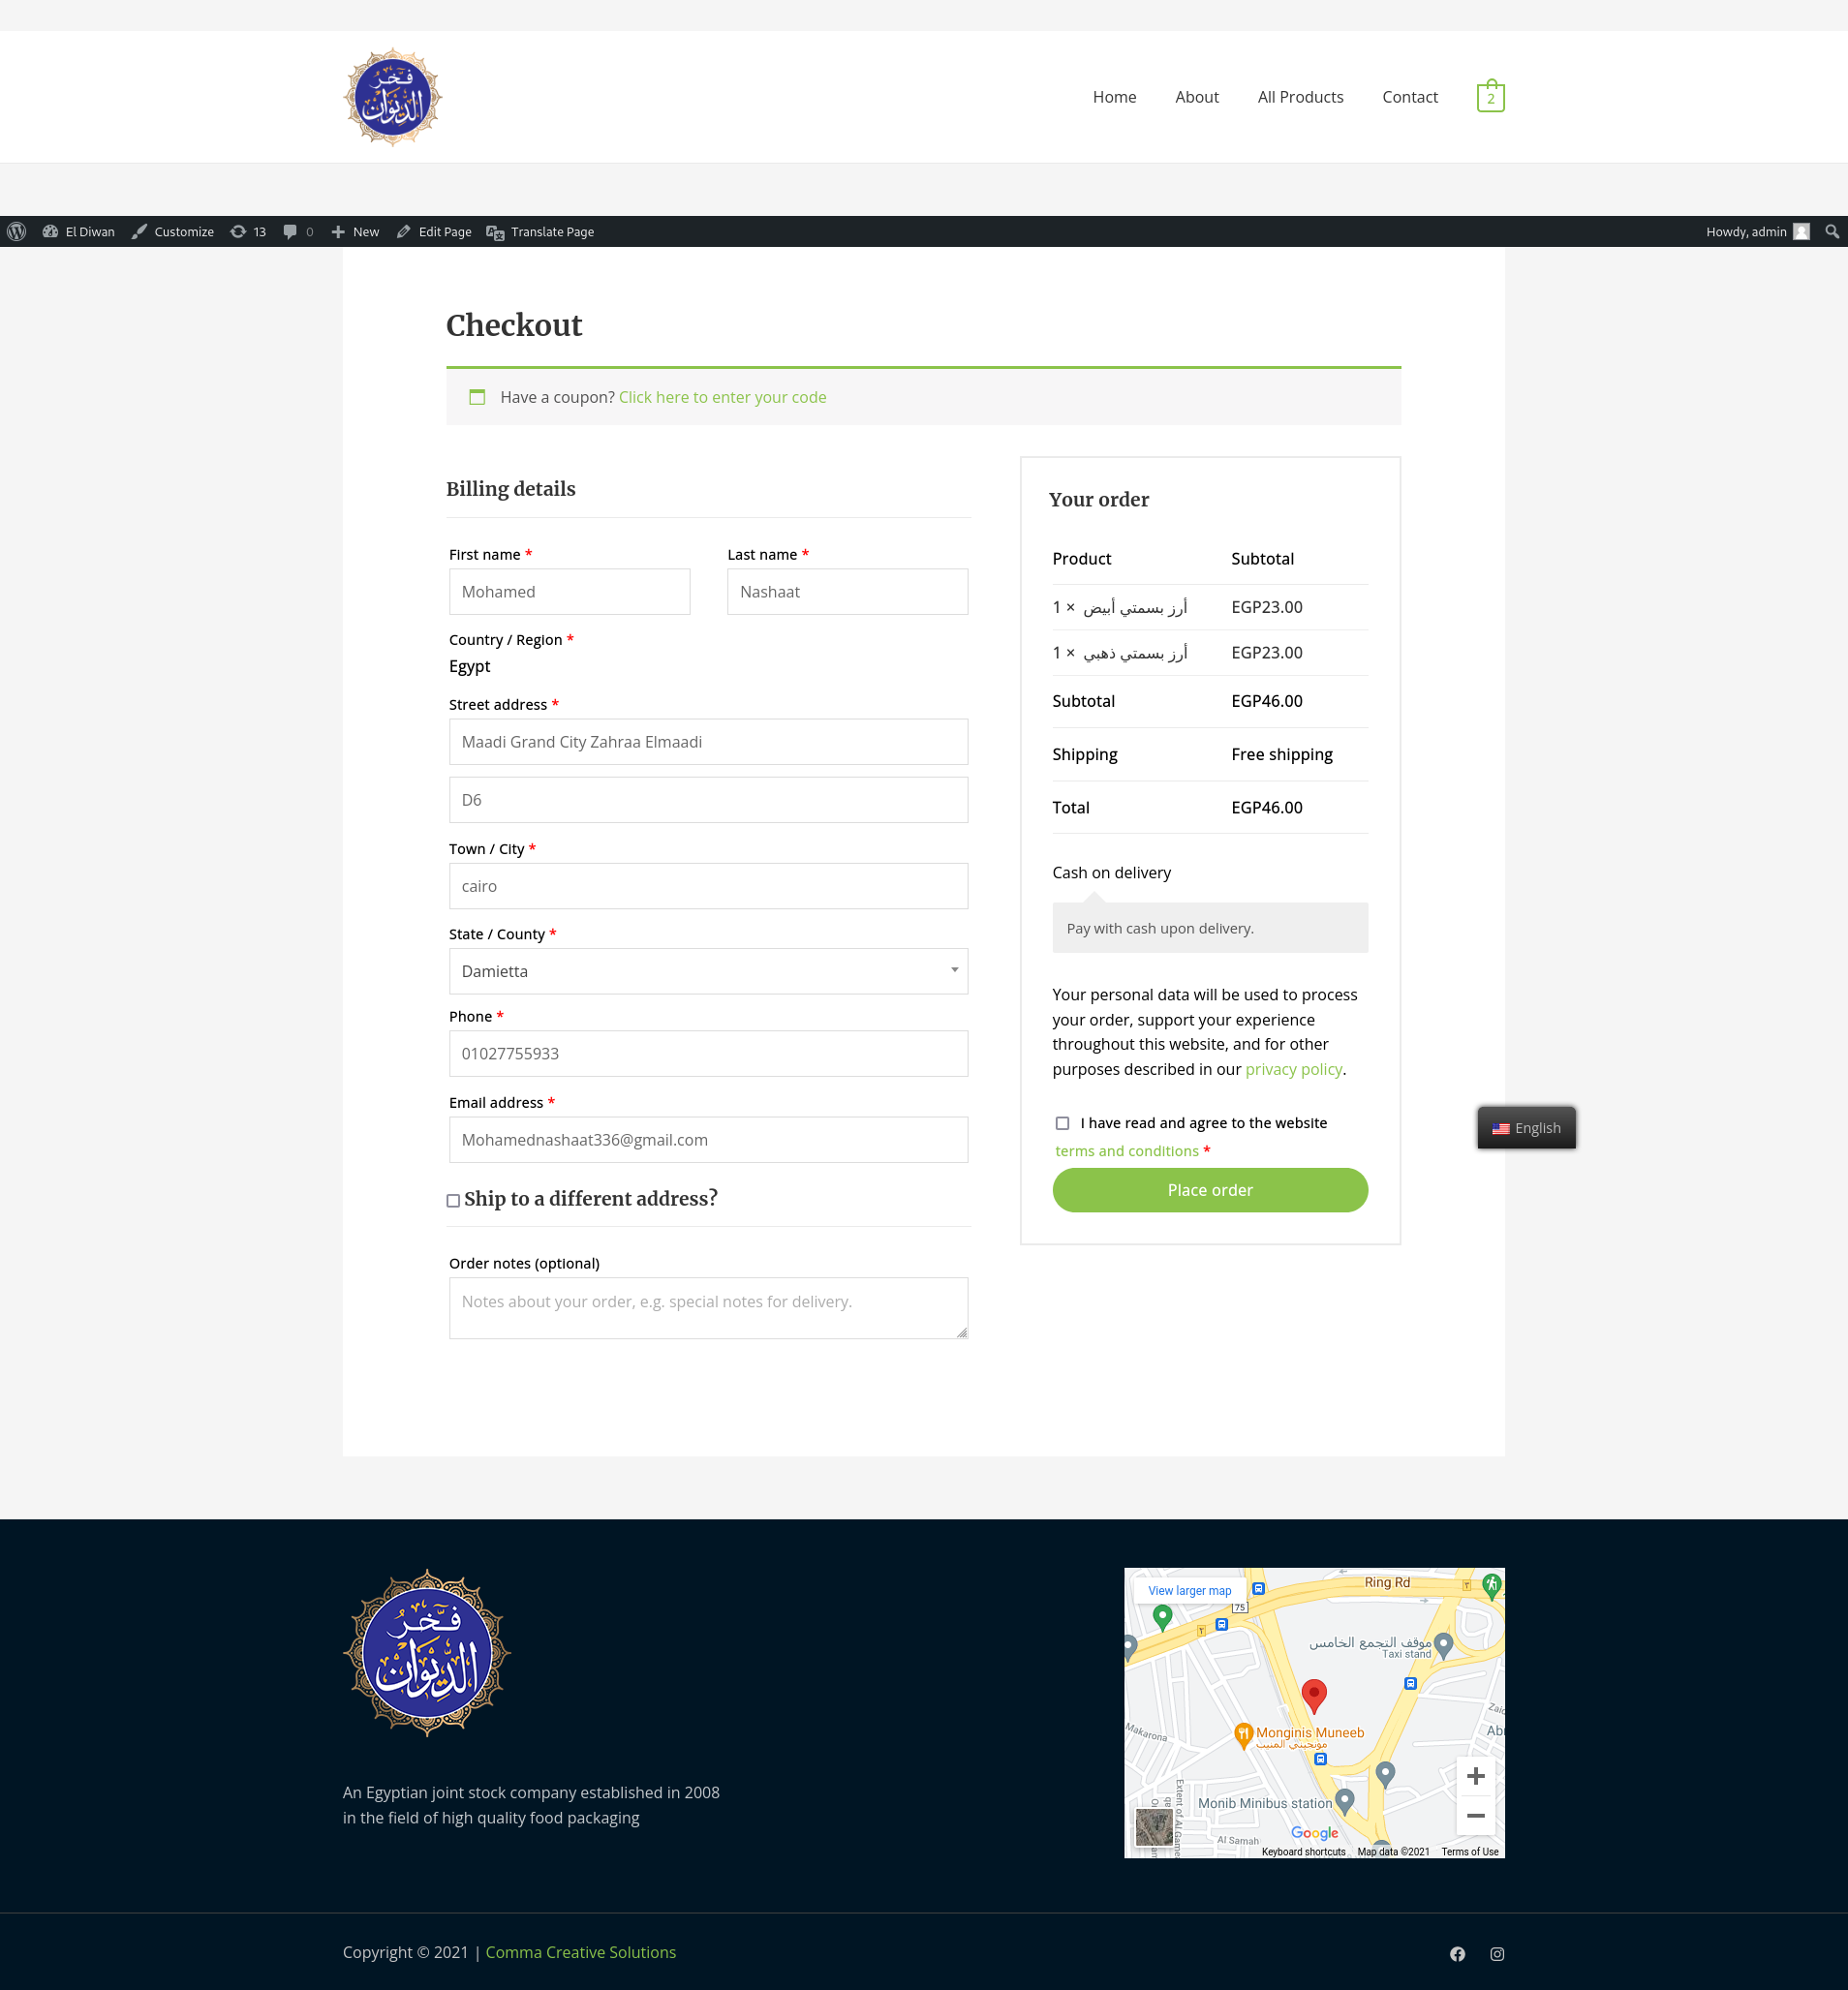 فخر
الديوان
Home About All Products Contact 2
El Diwan Customize 13 0 New Edit Page Translate Page Howdy, admin
Checkout
Have a coupon? Click here to enter your code
Billing details
First name * Last name *
Mohamed Nashaat
Country / Region *
Egypt
Street address *
Maadi Grand City Zahraa Elmaadi
D6
Town / City *
cairo
State / County *
Damietta
Phone *
01027755933
Email address *
Mohamednashaat336@gmail.com
Ship to a different address?
Order notes (optional)
Notes about your order, e.g. special notes for delivery.
Your order
Product Subtotal
أرز بسمتي أبيض × 1 EGP23.00
أرز بسمتي ذهبي × 1 EGP23.00
Subtotal EGP46.00
Shipping Free shipping
Total EGP46.00
Cash on delivery
Pay with cash upon delivery.
Your personal data will be used to process
your order, support your experience
throughout this website, and for other
purposes described in our privacy policy.
I have read and agree to the website
terms and conditions *
Place order
English
فخر
الديوان
An Egyptian joint stock company established in 2008
in the field of high quality food packaging
View larger map
Ring Rd
75
موقف التجمع الخامس
Taxi stand
Makarona
Monginis Muneeb
مونجيني المنيب
Monib Minibus station
Al Samah
Google
Keyboard shortcuts Map data ©2021 Terms of Use
Copyright © 2021 | Comma Creative Solutions